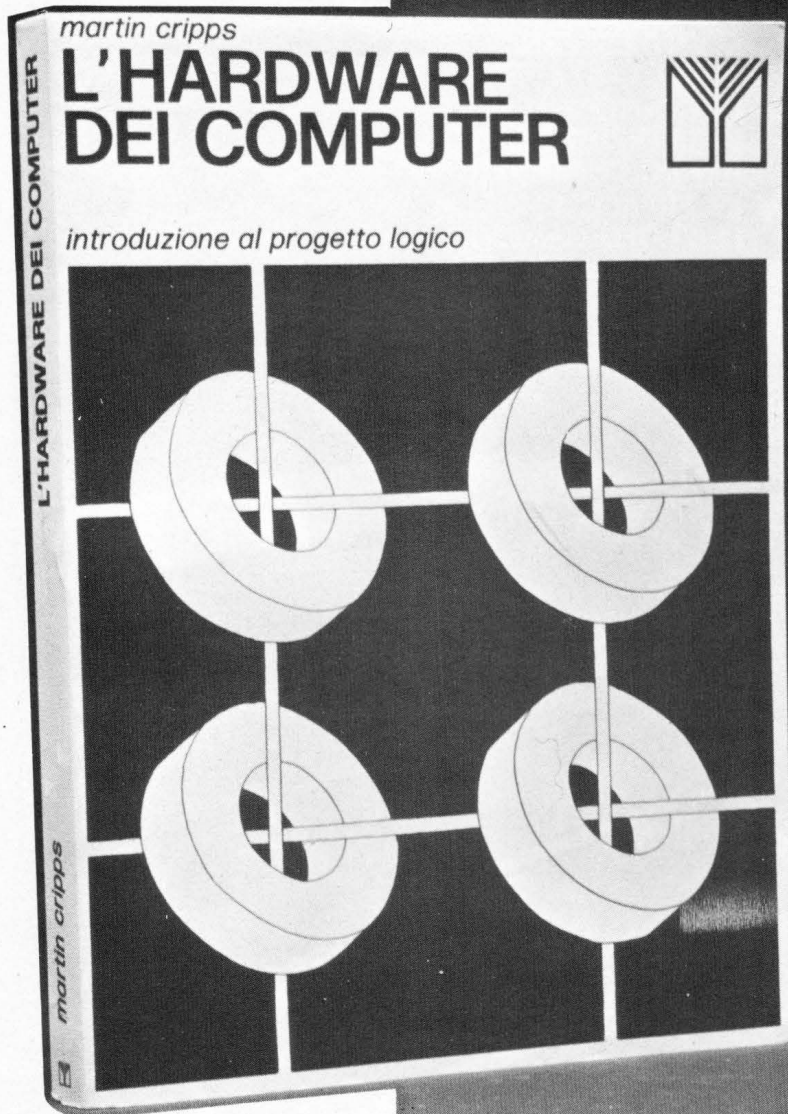 martin cripps
L'HARDWARE
DEI COMPUTER
introduzione al progetto logico
L'HARDWARE DEI COMPUTER
martin cripps